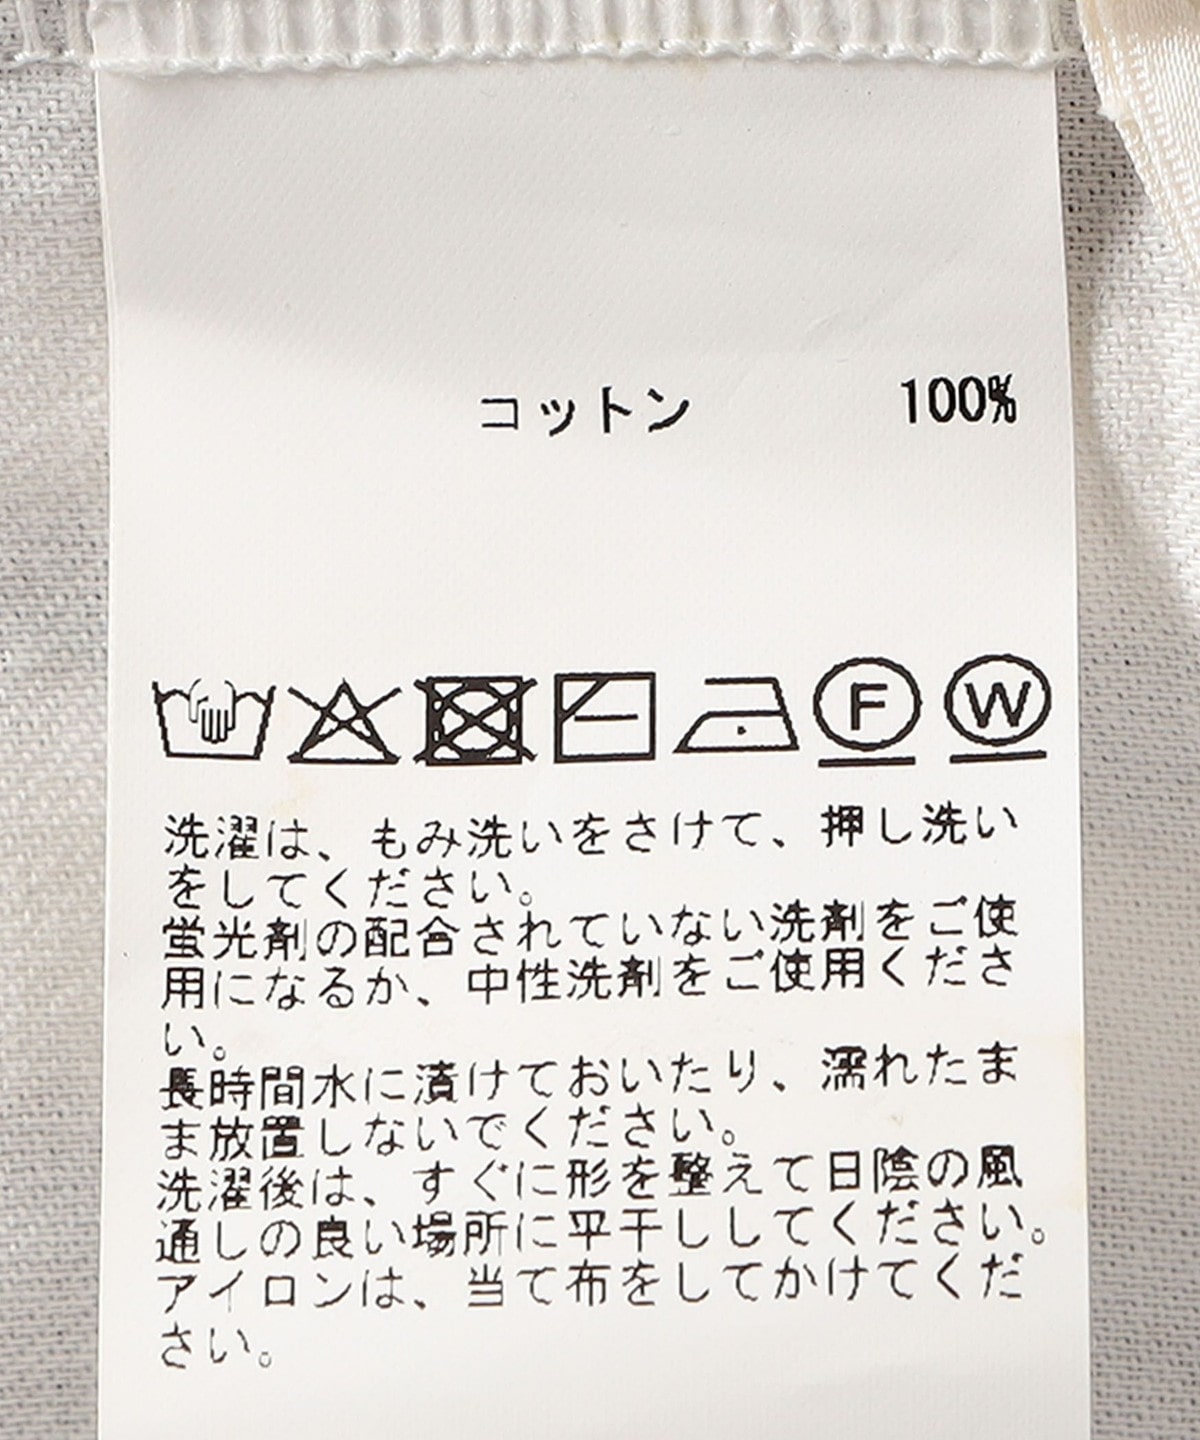 コットン 100%
F W
洗濯は、もみ洗いをさけて、押し洗い
をしてください。
蛍光剤の配合されていない洗剤をご使
用になるか、中性洗剤をご使用くださ
い。
長時間水に漬けておいたり、濡れたま
ま放置しないでください。
洗濯後は、すぐに形を整えて日陰の風
通しの良い場所に平干ししてください。
アイロンは、当て布をしてかけてくだ
さい。